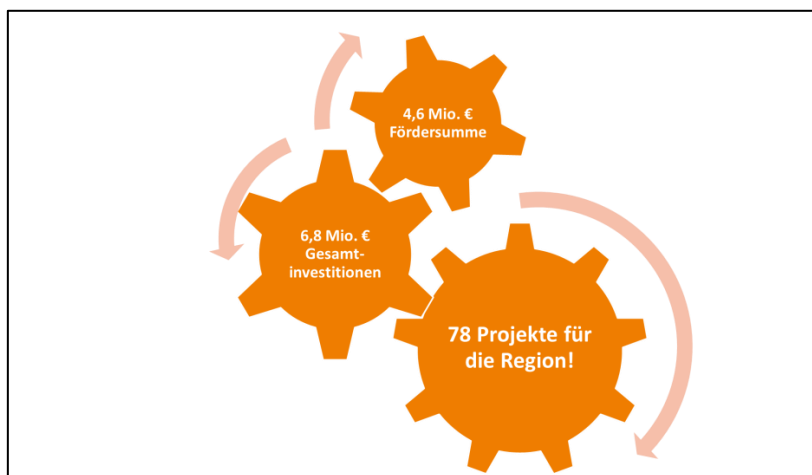 4,6 Mio. €
Fördersumme
6,8 Mio. €
Gesamt-
investitionen
78 Projekte für
die Region!